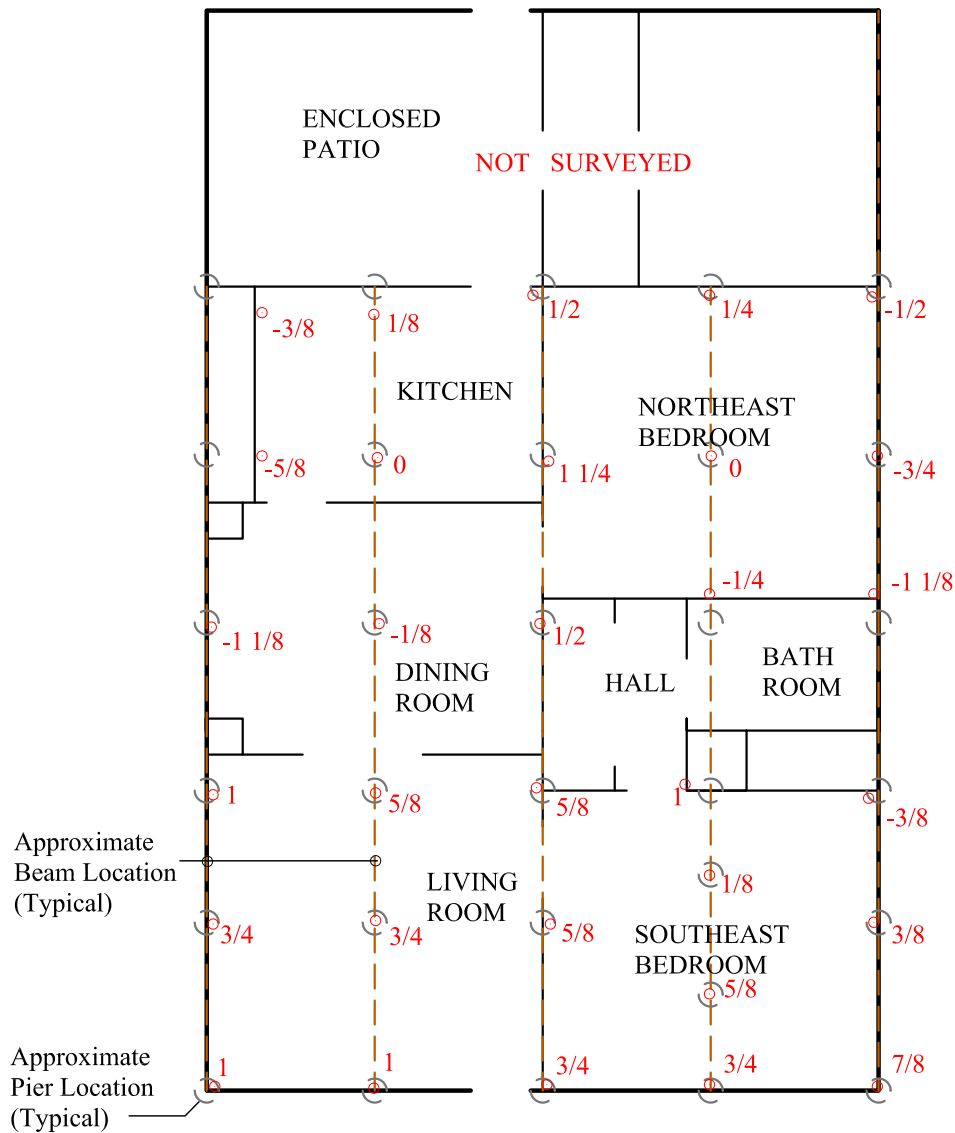 ENCLOSED
PATIO
NOT SURVEYED
-3/8
1/8
1/2
1/4
-1/2
KITCHEN
NORTHEAST
BEDROOM
-5/8
0
1 1/4
0
-3/4
-1/4
-1 1/8
-1 1/8
-1/8
1/2
DINING
ROOM
HALL
BATH
ROOM
1
5/8
5/8
1
-3/8
Approximate
Beam Location
(Typical)
LIVING
ROOM
1/8
3/4
3/4
5/8
SOUTHEAST
BEDROOM
3/8
5/8
Approximate
Pier Location
(Typical)
1
1
3/4
3/4
7/8